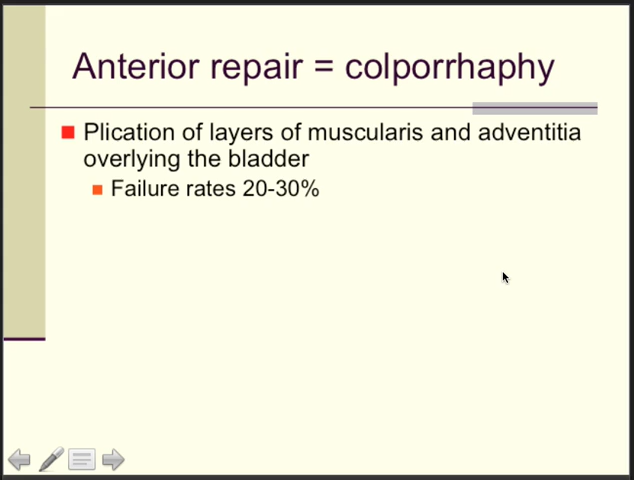 Anterior repair = colporrhaphy
Plication of layers of muscularis and adventitia
overlying the bladder
Failure rates 20-30%